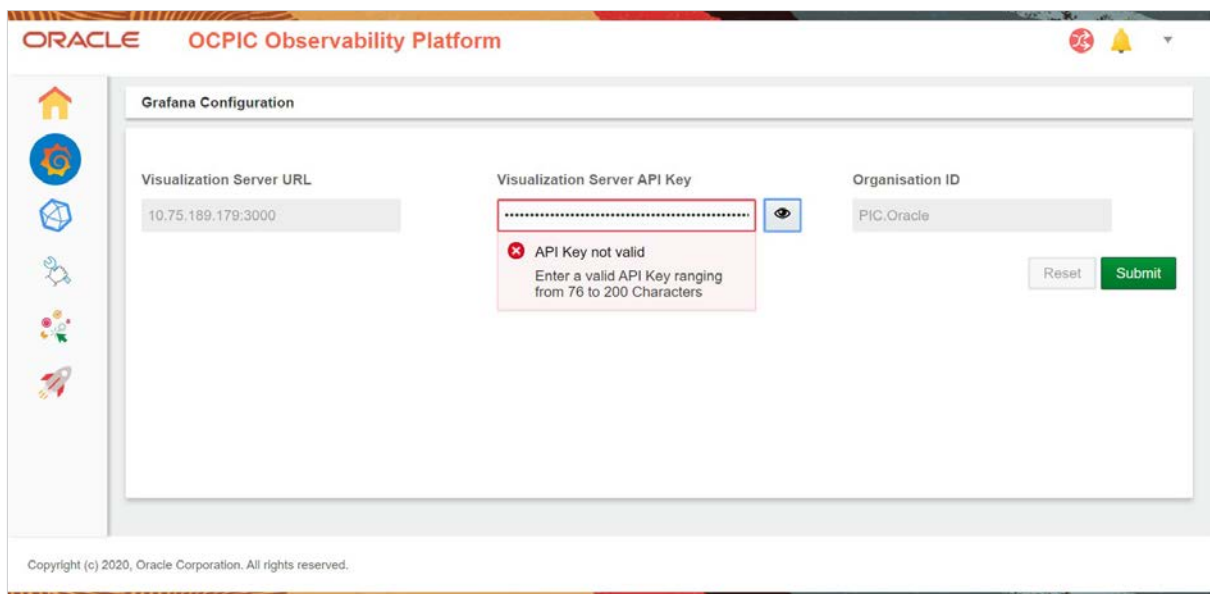 ORACLE OCPIC Observability Platform
Grafana Configuration
Visualization Server URL Visualization Server API Key Organisation ID
10.75.189.179:3000 PIC.Oracle
API Key not valid
Enter a valid API Key ranging
from 76 to 200 Characters
Reset Submit
Copyright (c) 2020, Oracle Corporation. All rights reserved.